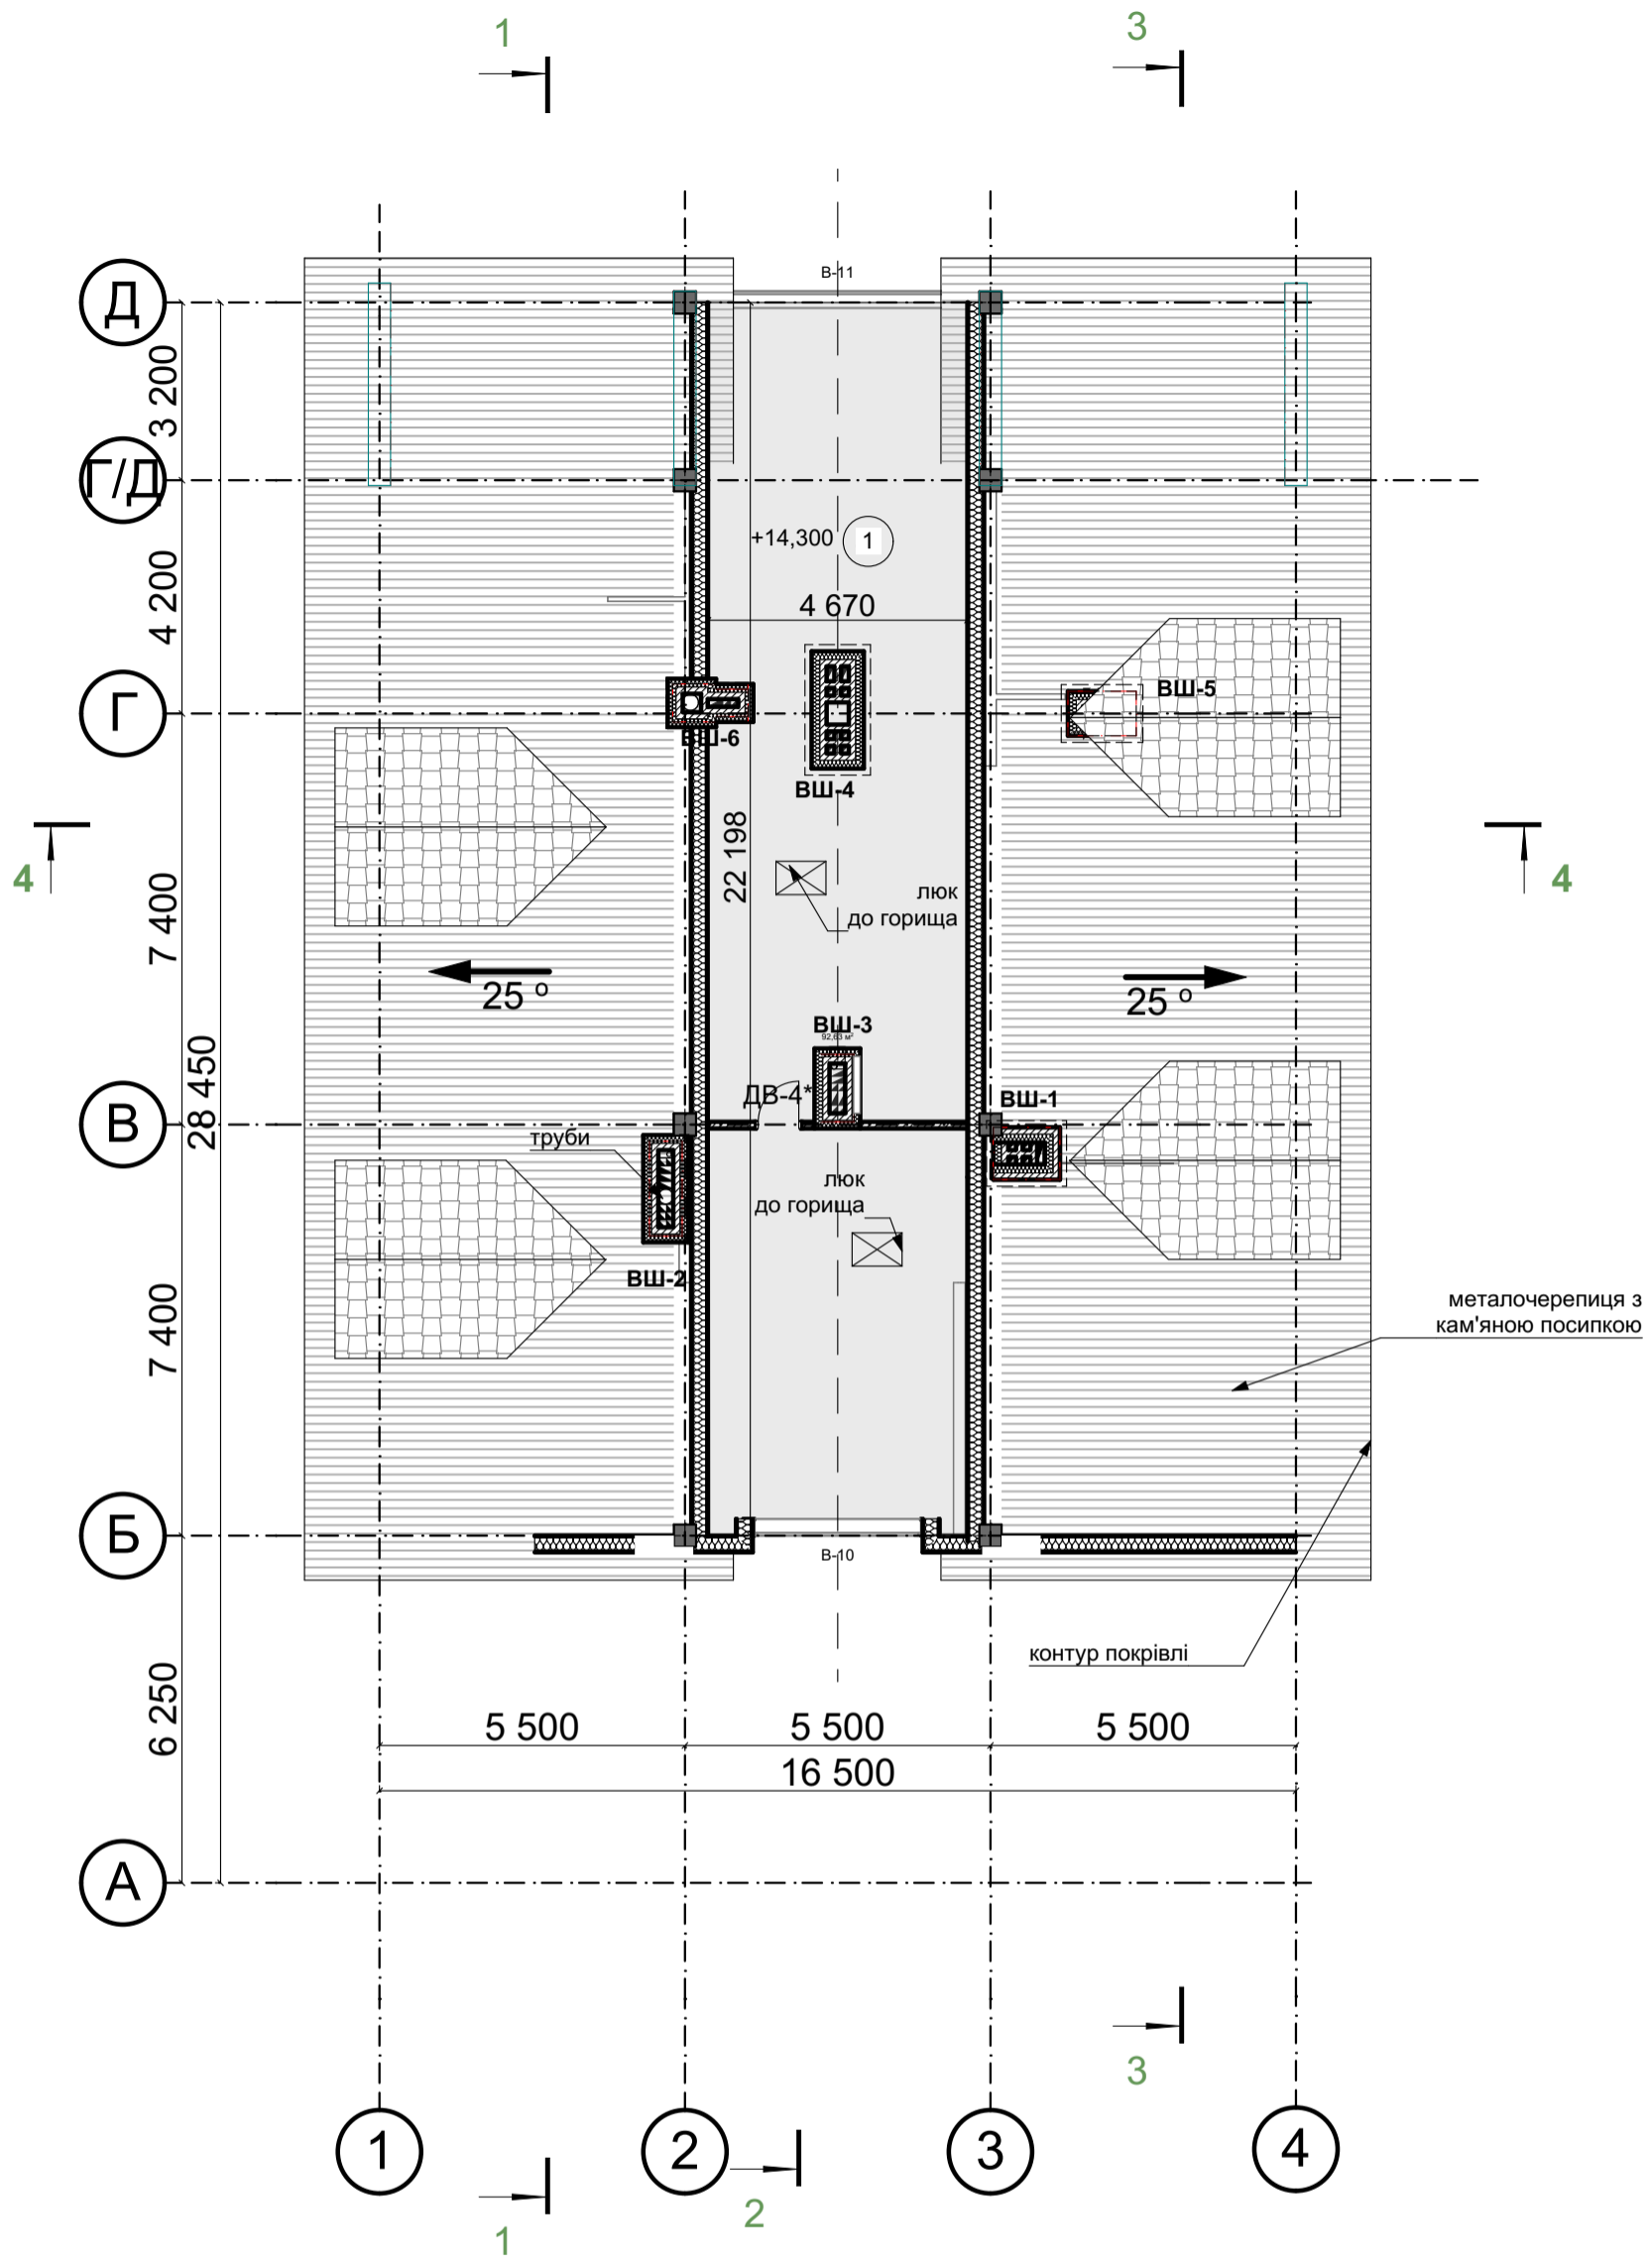 1
3
В-11
Д
3 200
Г/Д
+14,300
1
4 200
4 670
Г
ВШ-5
ВШ-6
ВШ-4
22 198
4
4
люк
до горища
7 400
25 º
25 º
ВШ-3
92,63 м²
28 450
ДВ-4*
ВШ-1
В
труби
люк
до горища
ВШ-2
7 400
металочерепиця з
кам'яною посипкою
Б
В-10
контур покрівлі
6 250
5 500
5 500
5 500
16 500
А
3
1
2
3
4
2
1